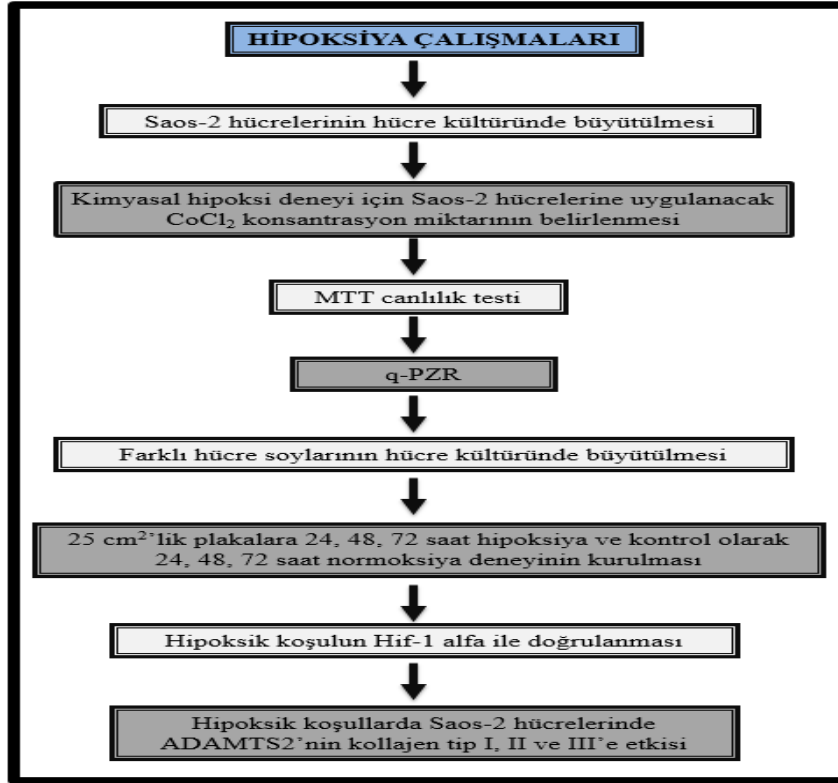 HİPOKSİYA ÇALIŞMALARI
Saos-2 hücrelerinin hücre kültüründe büyütülmesi
Kimyasal hipoksi deneyi için Saos-2 hücrelerine uygulanacak
CoCl₂ konsantrasyon miktarının belirlenmesi
MTT canlılık testi
q-PZR
Farklı hücre soylarının hücre kültüründe büyütülmesi
25 cm²’lik plakalara 24, 48, 72 saat hipoksiya ve kontrol olarak
24, 48, 72 saat normoksiya deneyinin kurulması
Hipoksik koşulun Hif-1 alfa ile doğrulanması
Hipoksik koşullarda Saos-2 hücrelerinde
ADAMTS2’nin kollajen tip I, II ve III’e etkisi